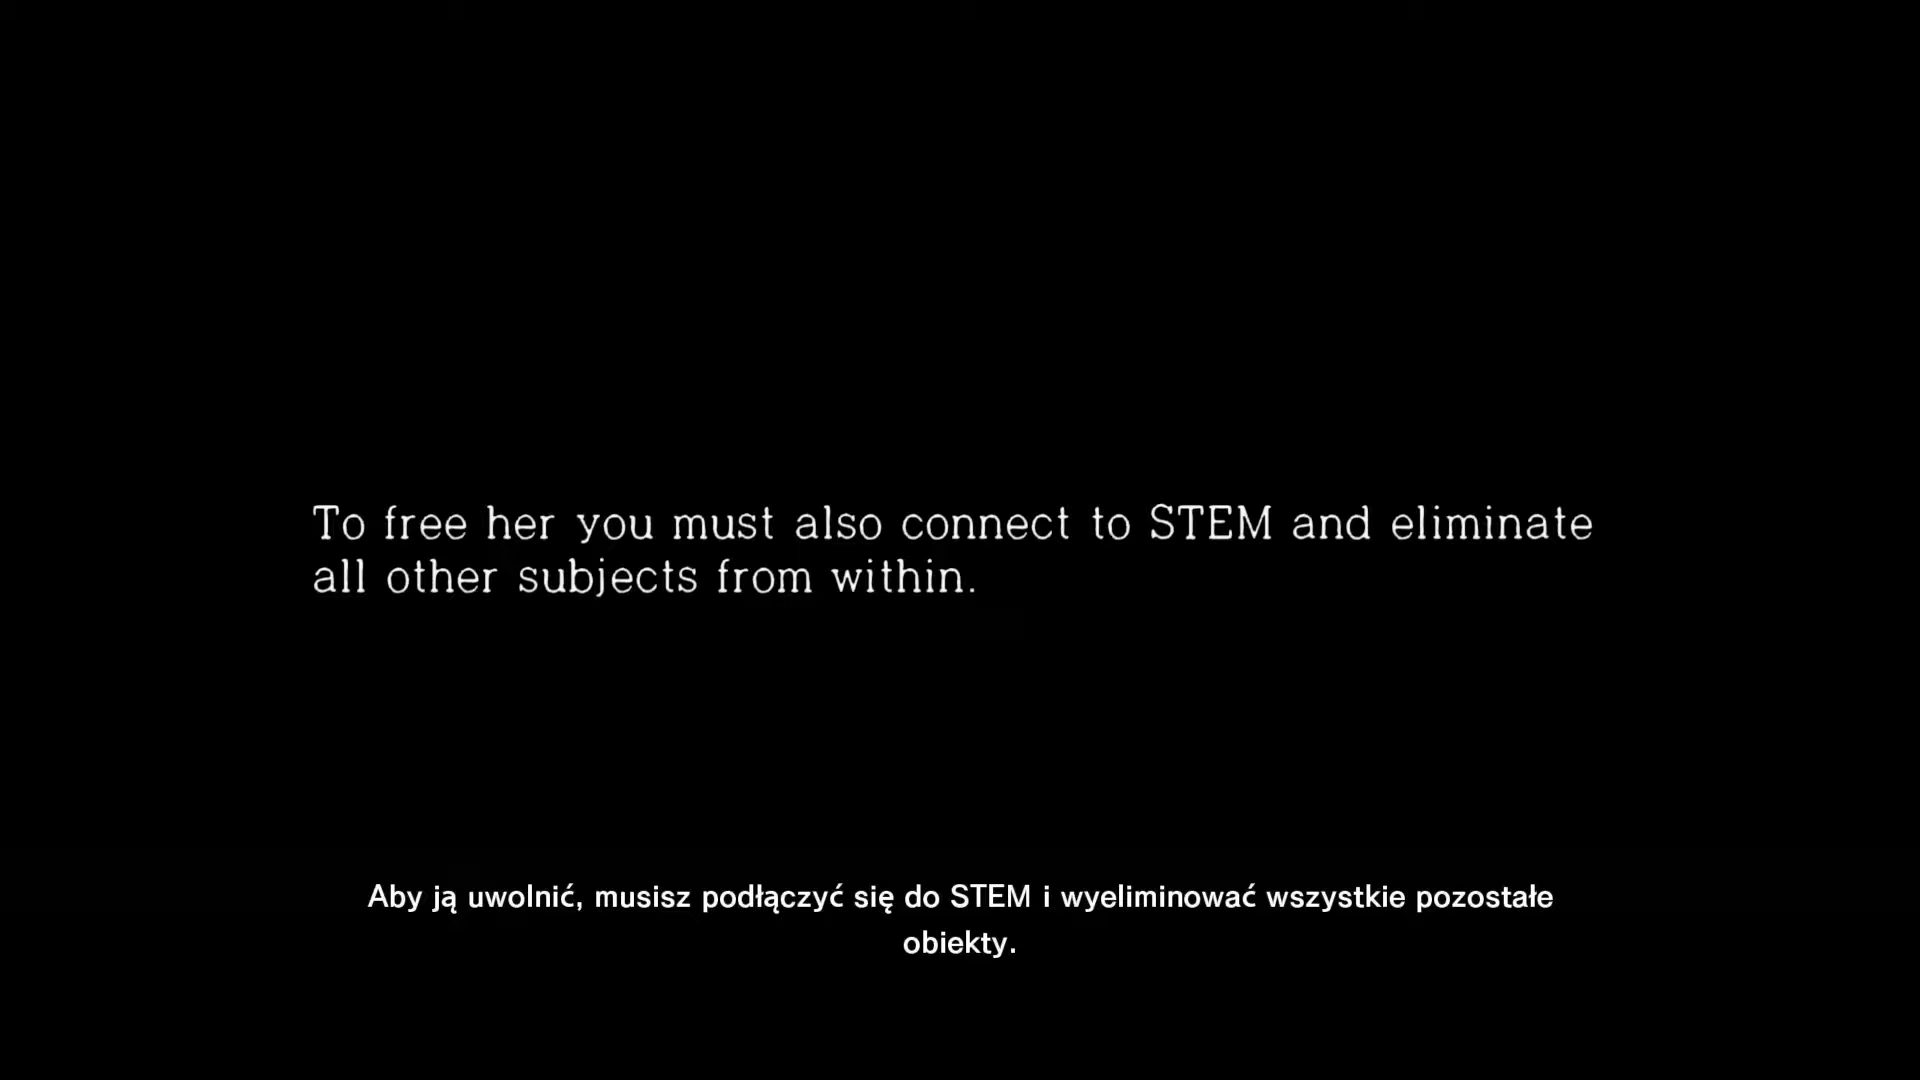 To free her you must also connect to STEM and eliminate
all other subjects from within.
Aby ją uwolnić, musisz podłączyć się do STEM i wyeliminować wszystkie pozostałe
obiekty.